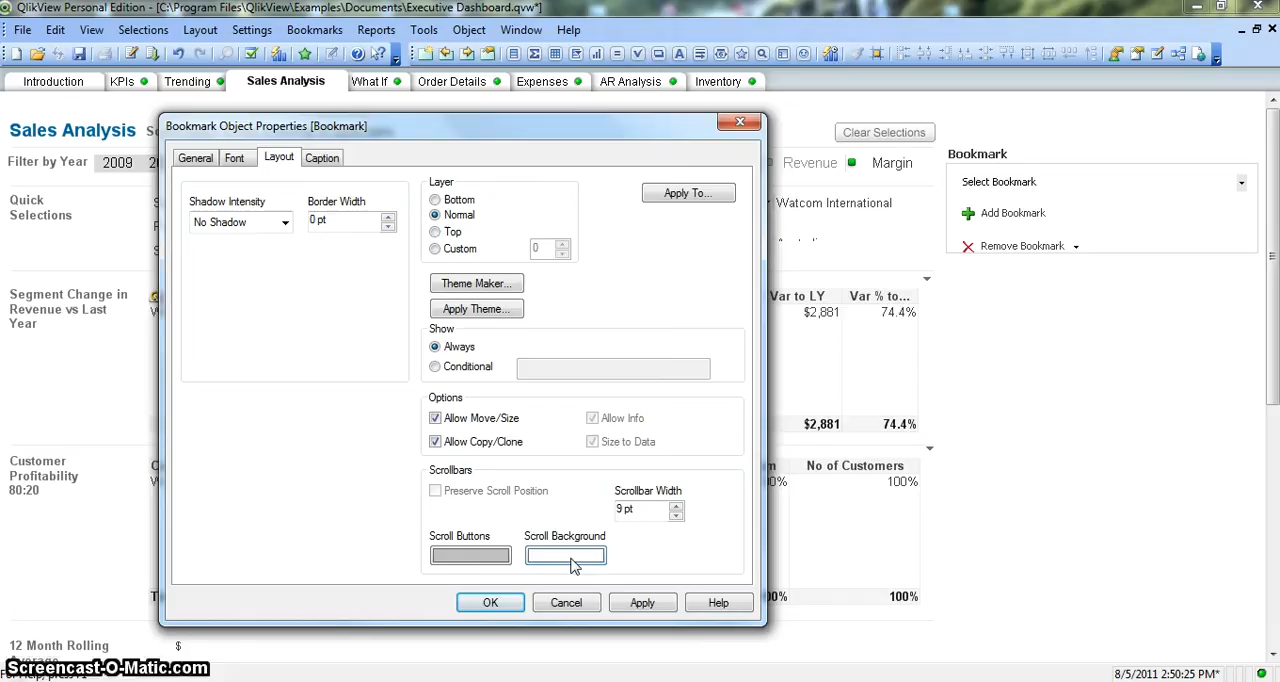 QlikView Personal Edition - [C:\Program Files\QlikView\Examples\Documents\Executive Dashboard.qvw*]
File Edit View Selections Layout Settings Bookmarks Reports Tools Object Window Help
Introduction KPIs Trending Sales Analysis What If Order Details Expenses AR Analysis Inventory
Sales Analysis
Clear Selections
Filter by Year 2009
Revenue Margin
Quick
Selections
Watcom International
Segment Change in
Revenue vs Last
Year
Var to LY Var % to...
$2,881 74.4%
$2,881 74.4%
Customer
Profitability
80:20
No of Customers
100%
100%
12 Month Rolling
$
Bookmark
Select Bookmark
Add Bookmark
Remove Bookmark
Bookmark Object Properties [Bookmark]
General Font Layout Caption
Shadow Intensity
No Shadow
Border Width
0 pt
Layer
Bottom
Normal
Top
Custom 0
Apply To...
Theme Maker...
Apply Theme...
Show
Always
Conditional
Options
Allow Move/Size
Allow Info
Allow Copy/Clone
Size to Data
Scrollbars
Preserve Scroll Position
Scrollbar Width
9 pt
Scroll Buttons
Scroll Background
OK Cancel Apply Help
Screencast-O-Matic.com
8/5/2011 2:50:25 PM*